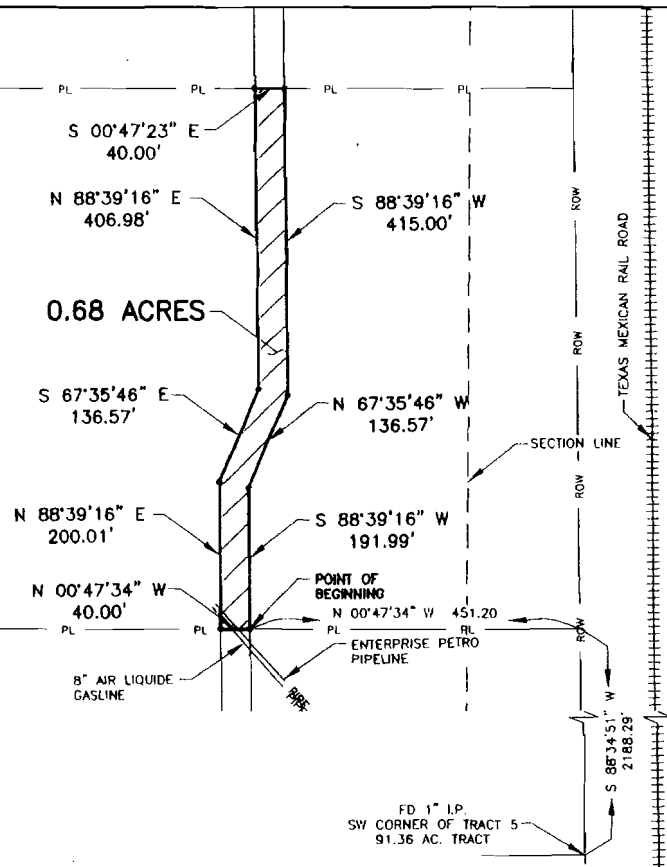 PL PL PL PL
S 00°47'23" E
40.00'
N 88°39'16" E
406.98'
S 88°39'16" W
415.00'
ROW
TEXAS MEXICAN RAIL ROAD
0.68 ACRES
ROW
S 67°35'46" E
136.57'
N 67°35'46" W
136.57'
SECTION LINE
ROW
N 88°39'16" E
200.01'
S 88°39'16" W
191.99'
N 00°47'34" W
40.00'
POINT OF
BEGINNING
N 00°47'34" W 451.20
PL PL PL PL
ROW
ENTERPRISE PETRO
PIPELINE
8" AIR LIQUIDE
GASLINE
PIPE
PIPE
S 88°34'51" W
2188.29'
FD 1" I.P.
SW CORNER OF TRACT 5
91.36 AC. TRACT